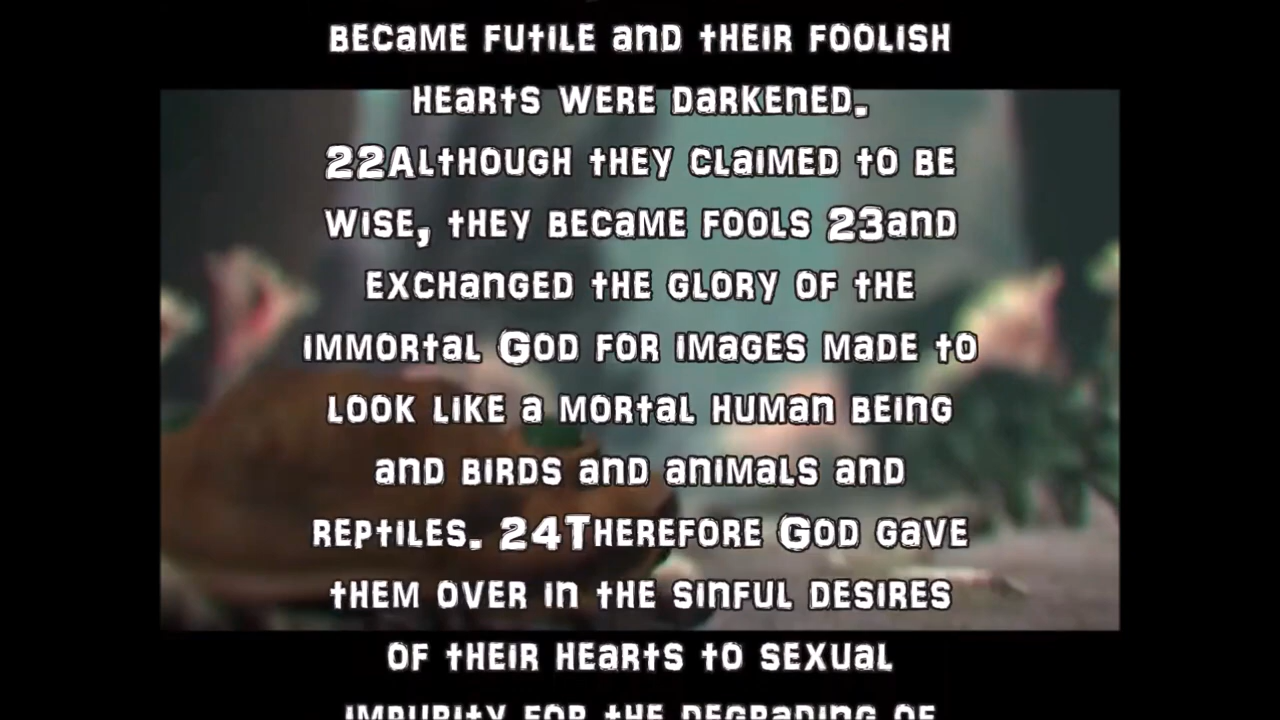 BECAME FUTILE AND THEIR FOOLISH
HEARTS WERE DARKENED.
22ALTHOUGH THEY CLAIMED TO BE
WISE, THEY BECAME FOOLS 23AND
EXCHANGED THE GLORY OF THE
IMMORTAL GOD FOR IMAGES MADE TO
LOOK LIKE A MORTAL HUMAN BEING
AND BIRDS AND ANIMALS AND
REPTILES. 24THEREFORE GOD GAVE
THEM OVER IN THE SINFUL DESIRES
OF THEIR HEARTS TO SEXUAL
IMPURITY FOR THE DEGRADING OF